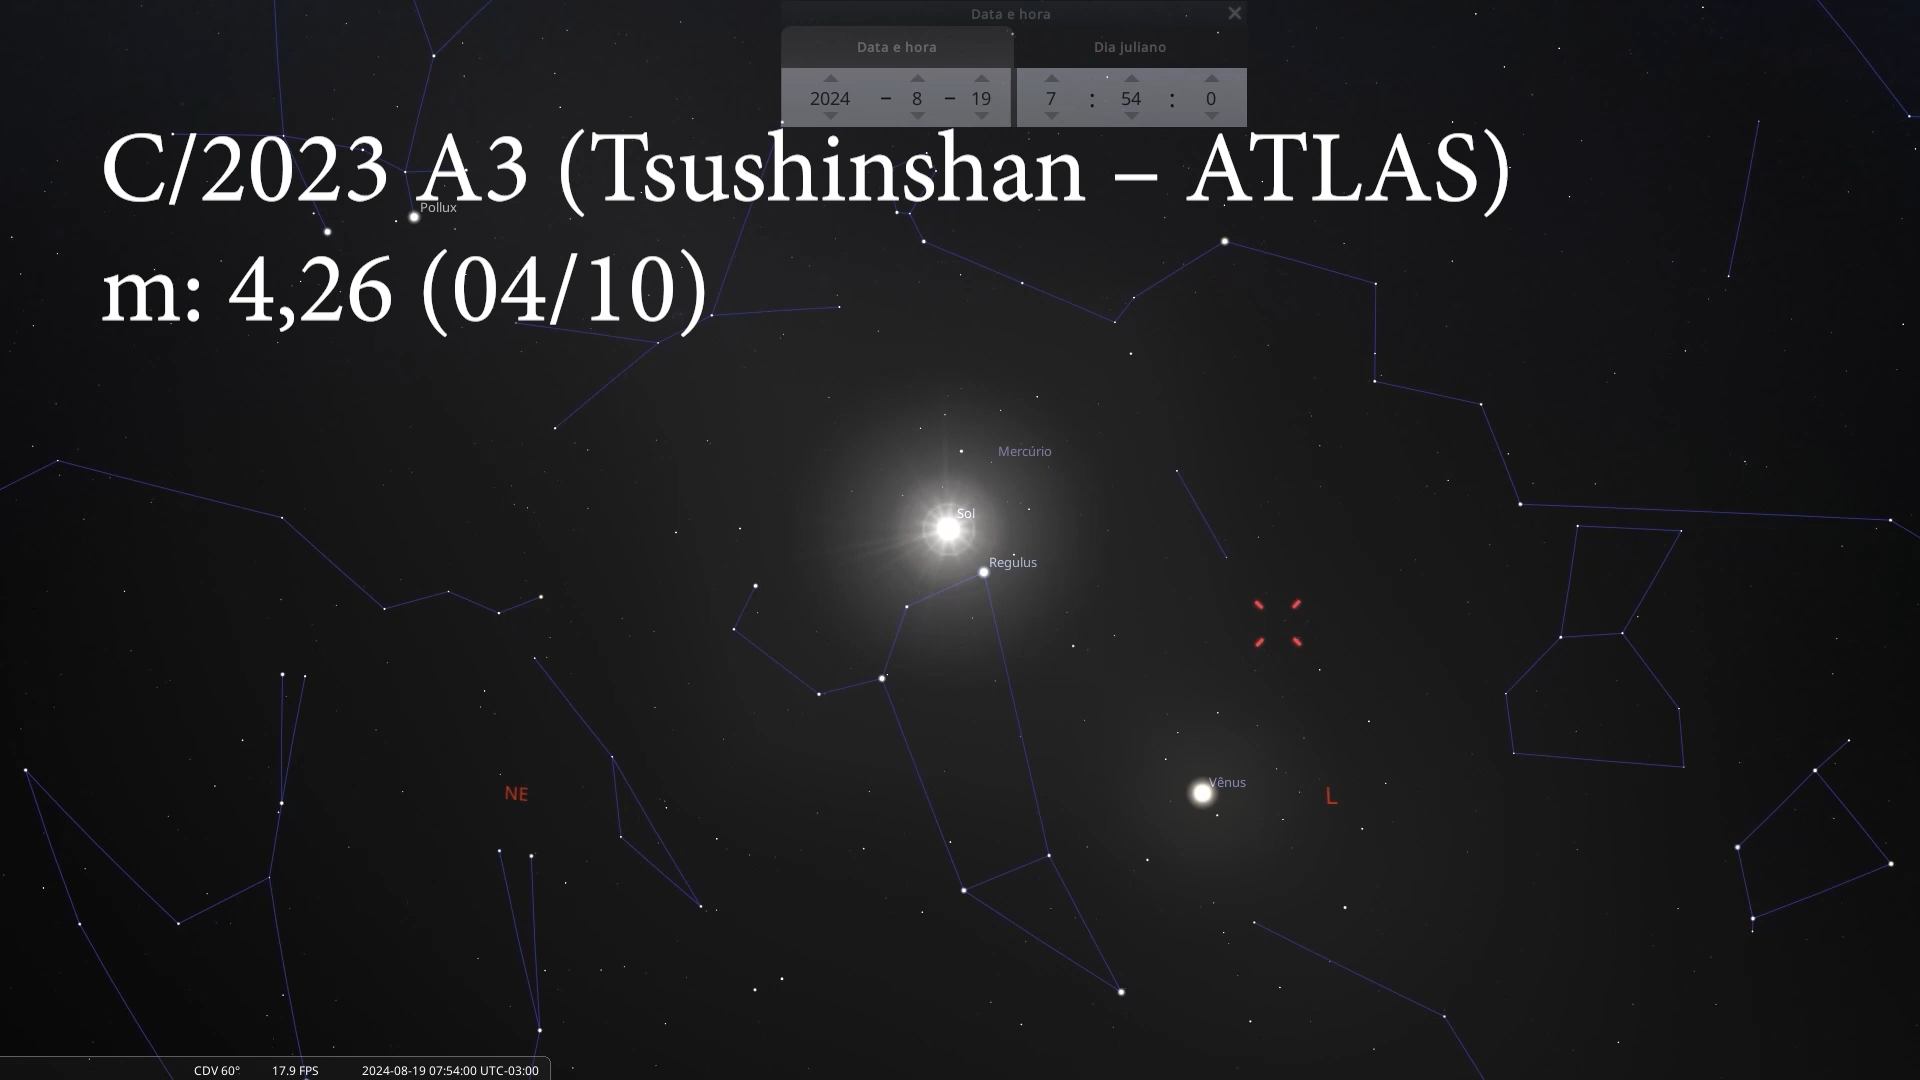 Data e hora
Data e hora
Dia juliano
2024 – 8 – 19
7 : 54 : 0
C/2023 A3 (Tsushinshan – ATLAS)
Pollux
m: 4,26 (04/10)
Mercúrio
Sol
Regulus
Vênus
NE
L
CDV 60° 17.9 FPS 2024-08-19 07:54:00 UTC-03:00